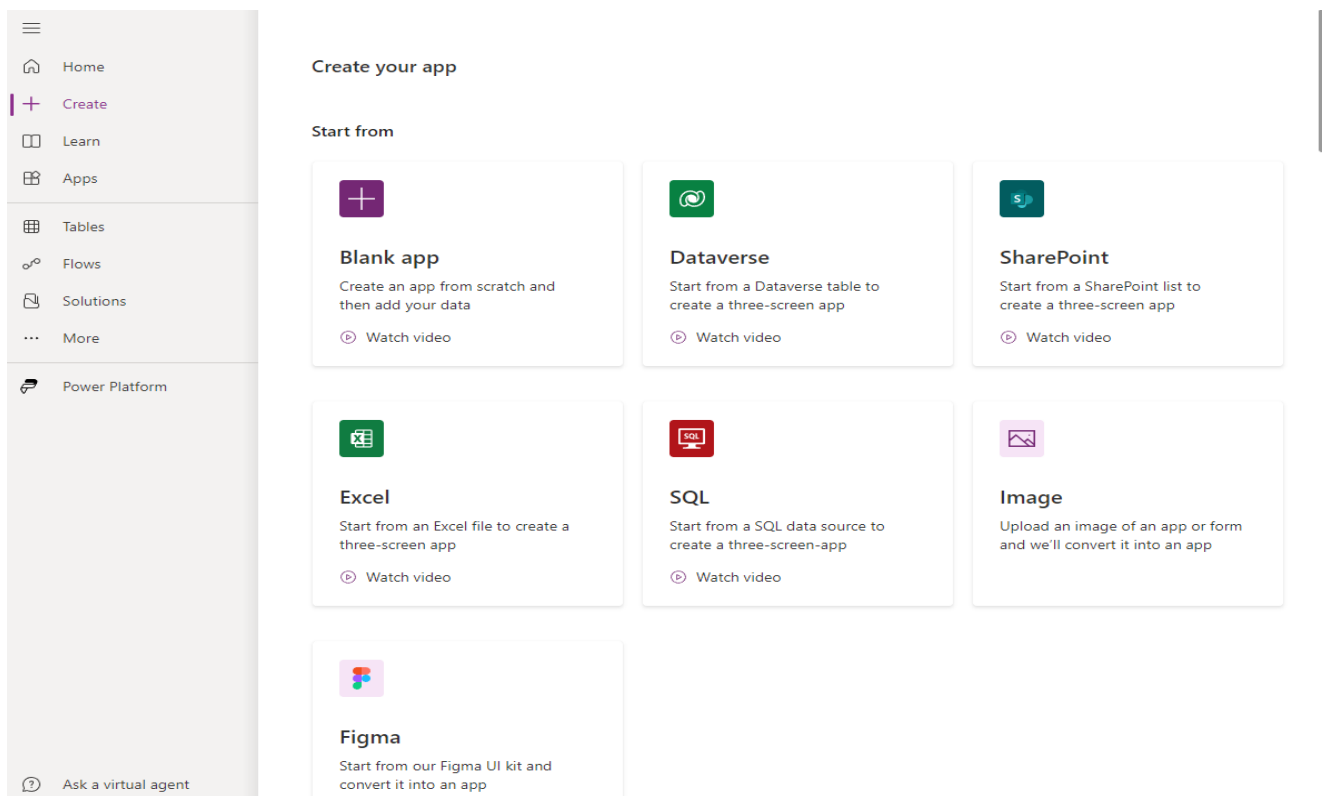 Home
Create
Learn
Apps
Tables
Flows
Solutions
More
Power Platform
Ask a virtual agent
Create your app
Start from
Blank app
Create an app from scratch and
then add your data
Watch video
Dataverse
Start from a Dataverse table to
create a three-screen app
Watch video
S
SharePoint
Start from a SharePoint list to
create a three-screen app
Watch video
X
Excel
Start from an Excel file to create a
three-screen app
Watch video
SQL
SQL
Start from a SQL data source to
create a three-screen-app
Watch video
Image
Upload an image of an app or form
and we’ll convert it into an app
Figma
Start from our Figma UI kit and
convert it into an app